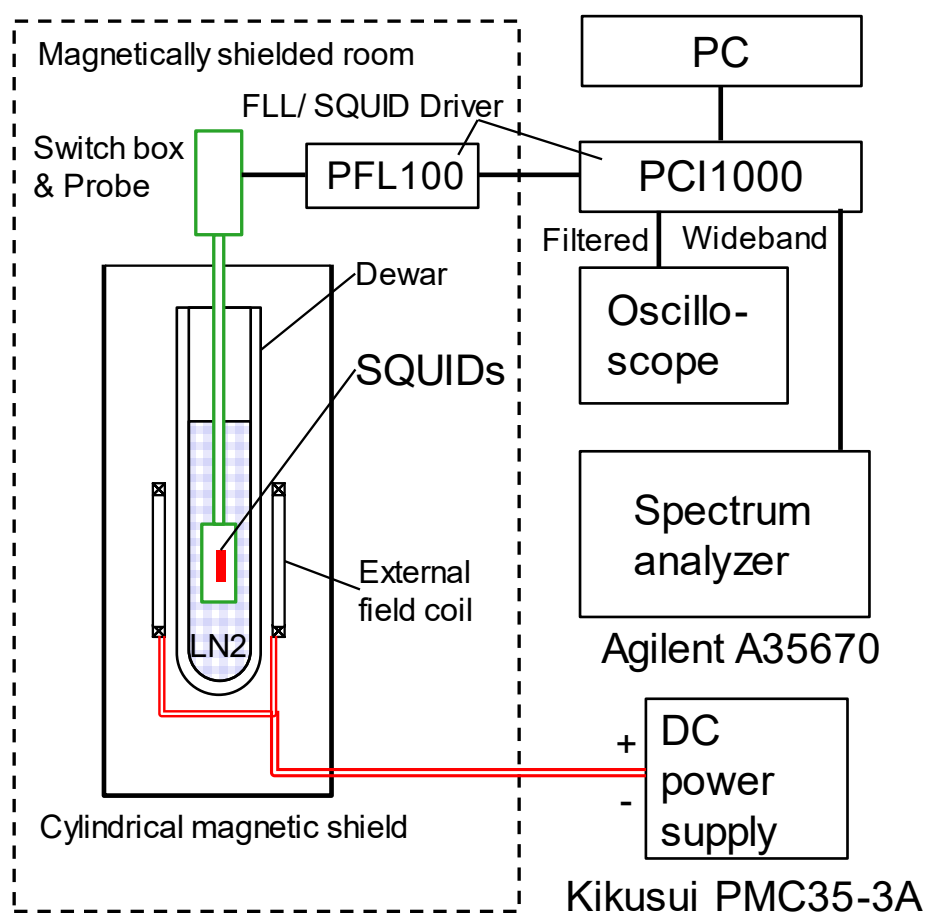 Magnetically shielded room
PC
FLL/ SQUID Driver
Switch box
& Probe
PFL100
PCI1000
Filtered
Wideband
Dewar
Oscillo-
scope
SQUIDs
Spectrum
analyzer
External
field coil
LN2
Agilent A35670
+
DC
power
supply
-
Cylindrical magnetic shield
Kikusui PMC35-3A